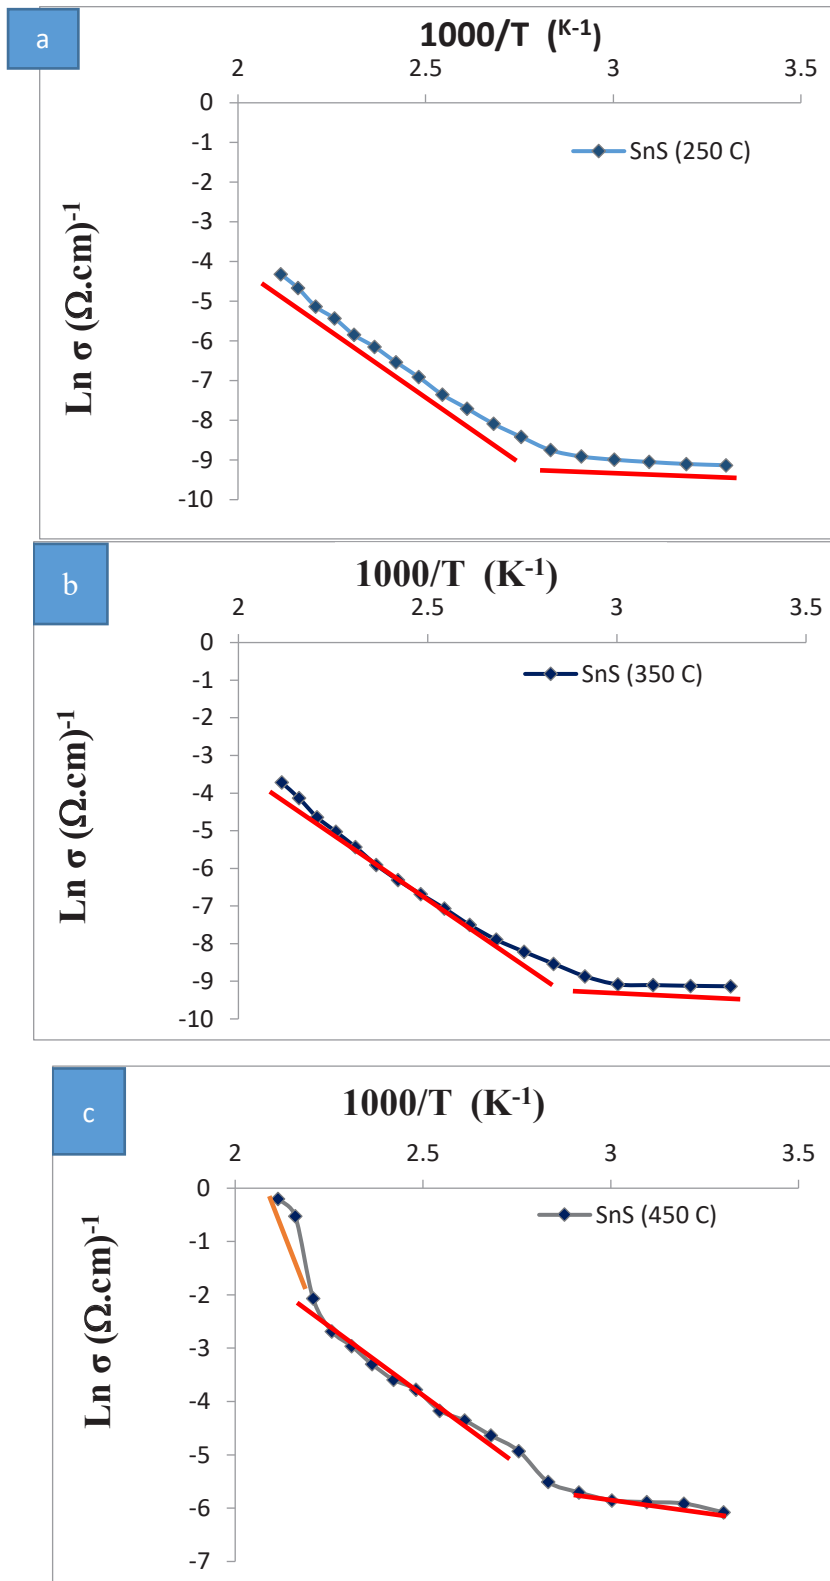 a
1000/T (K-1)
2 2.5 3 3.5
0
-1
SnS (250 C)
-2
-3
-4
-5
-6
-7
-8
-9
-10
Ln σ (Ω.cm)-1
b
1000/T (K-1)
2 2.5 3 3.5
0
-1
SnS (350 C)
-2
-3
-4
-5
-6
-7
-8
-9
-10
Ln σ (Ω.cm)-1
c
1000/T (K-1)
2 2.5 3 3.5
0
SnS (450 C)
-1
-2
-3
-4
-5
-6
-7
Ln σ (Ω.cm)-1